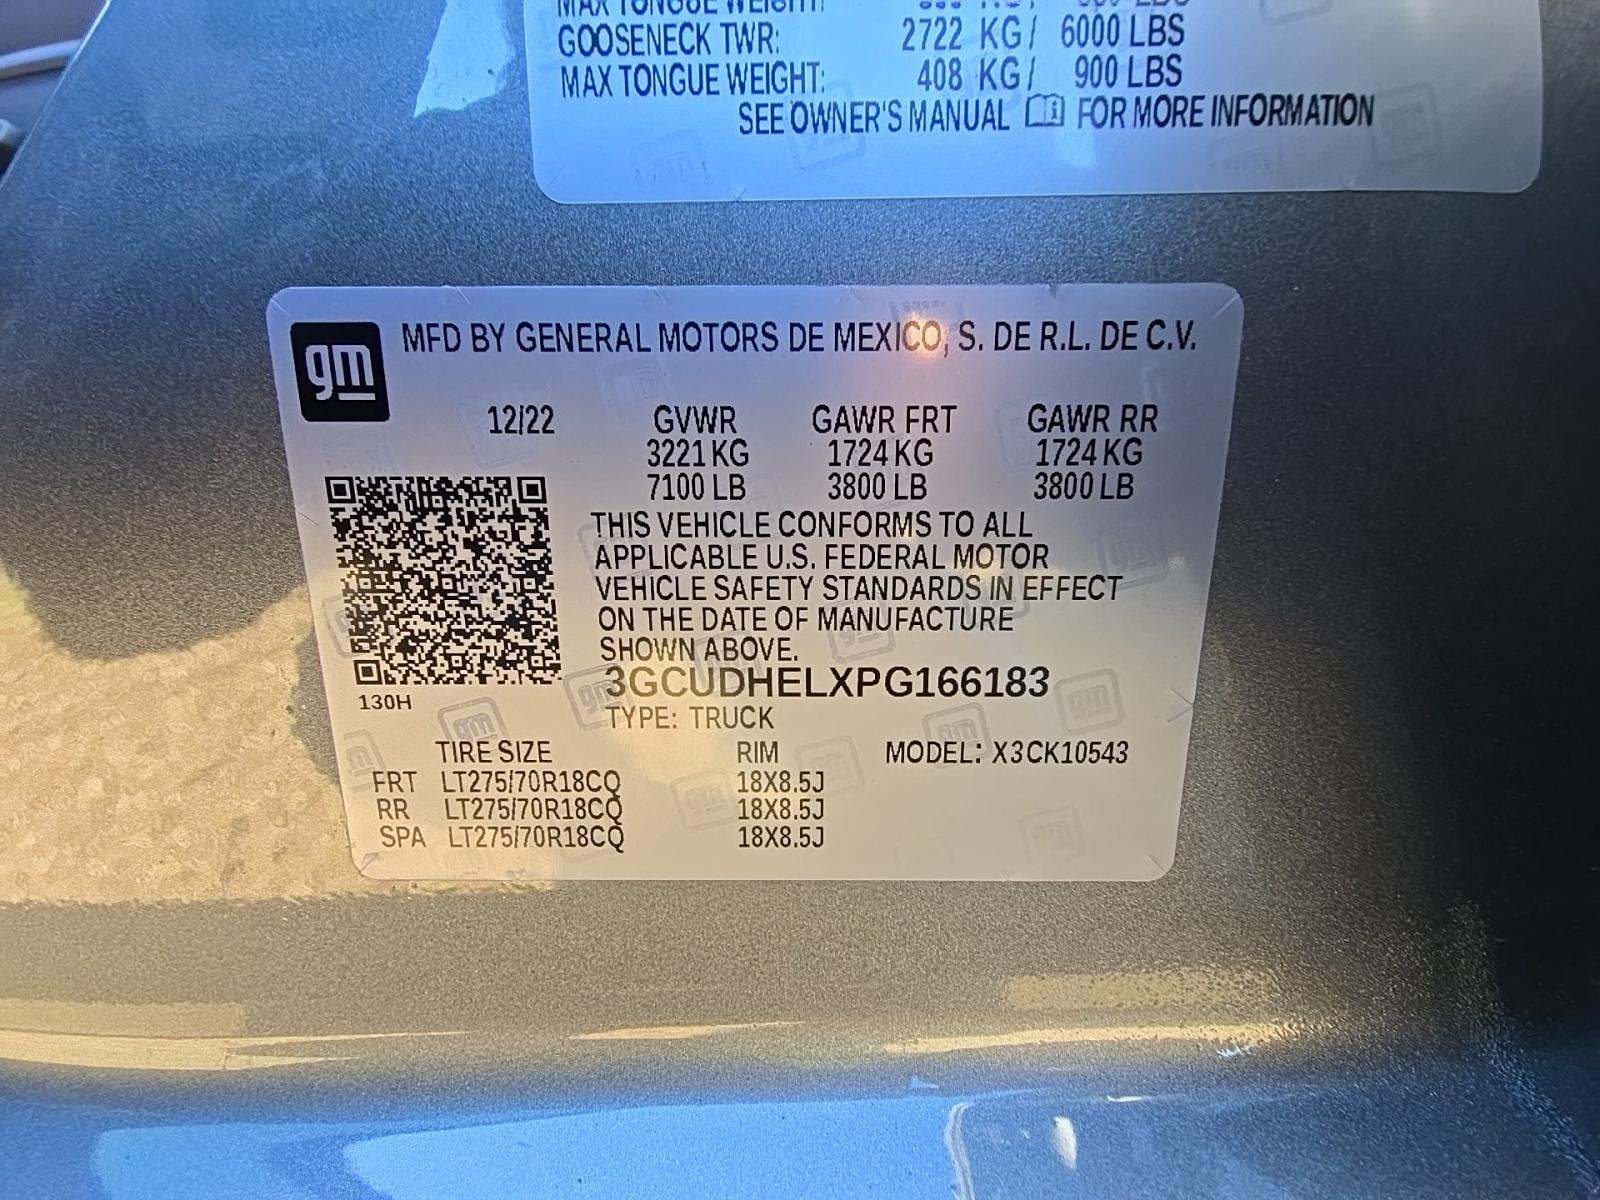 MAX TONGUE WEIGHT:
GOOSENECK TWR: 2722 KG / 6000 LBS
MAX TONGUE WEIGHT: 408 KG / 900 LBS
SEE OWNER'S MANUAL FOR MORE INFORMATION
gm MFD BY GENERAL MOTORS DE MEXICO, S. DE R.L. DE C.V.
12/22 GVWR GAWR FRT GAWR RR
3221 KG 1724 KG 1724 KG
7100 LB 3800 LB 3800 LB
THIS VEHICLE CONFORMS TO ALL
APPLICABLE U.S. FEDERAL MOTOR
VEHICLE SAFETY STANDARDS IN EFFECT
ON THE DATE OF MANUFACTURE
SHOWN ABOVE.
3GCUDHELXPG166183
130H
TYPE: TRUCK
TIRE SIZE RIM MODEL: X3CK10543
FRT LT275/70R18CQ 18X8.5J
RR LT275/70R18CQ 18X8.5J
SPA LT275/70R18CQ 18X8.5J